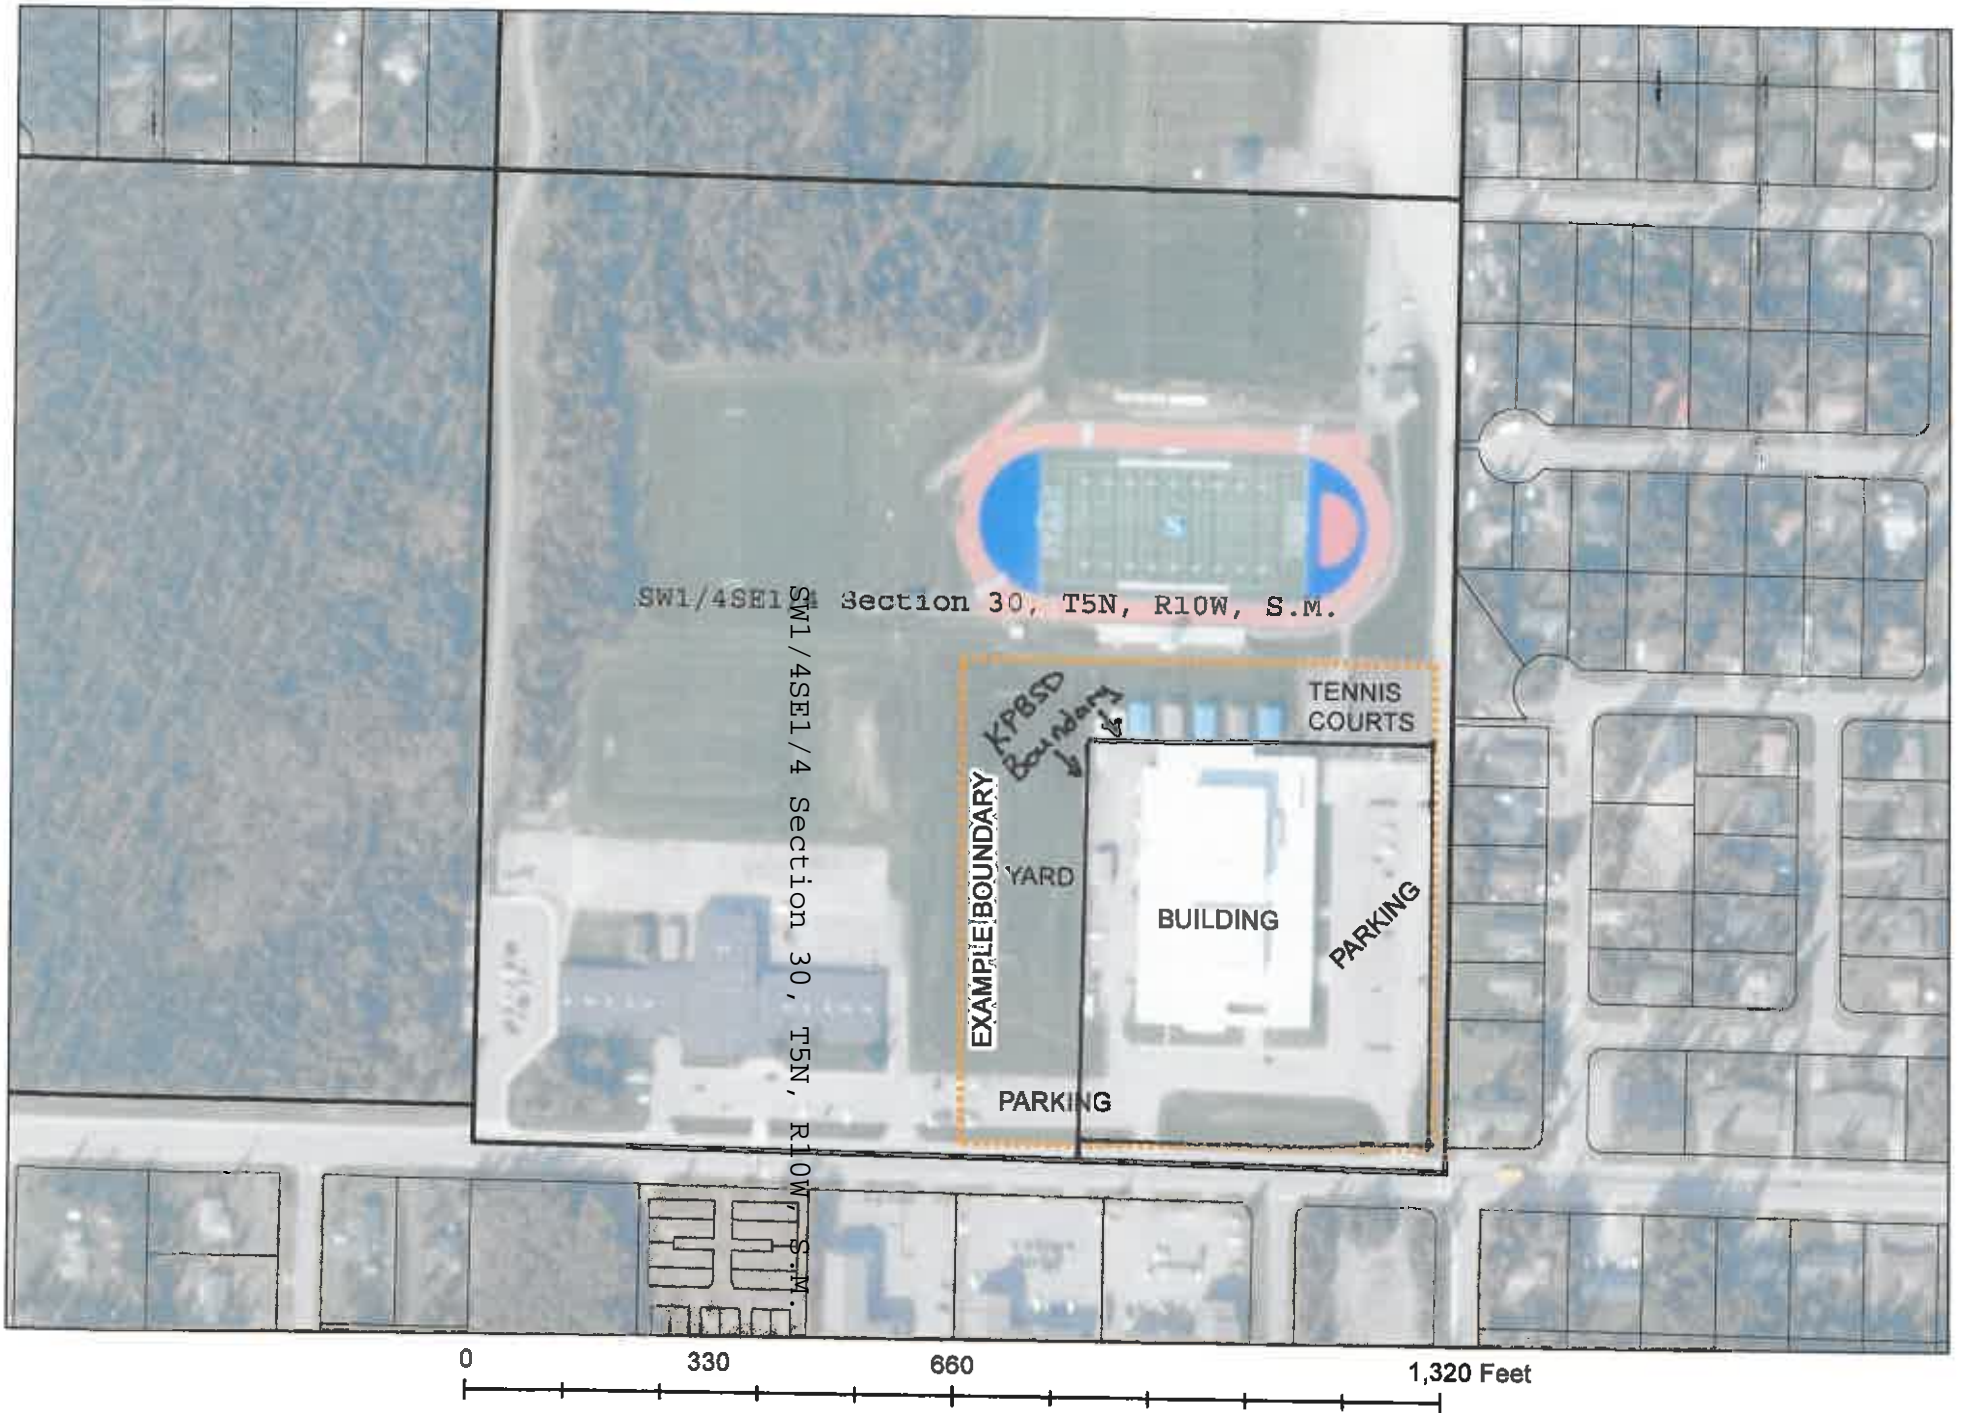 SW1/4SE1/4 Section 30, T5N, R10W, S.M.
SW1/4SE1/4 Section 30, T5N, R10W, S.M.
TENNIS
COURTS
KPBSD
Boundary
EXAMPLE BOUNDARY
YARD
BUILDING
PARKING
PARKING
0 330 660 1,320 Feet